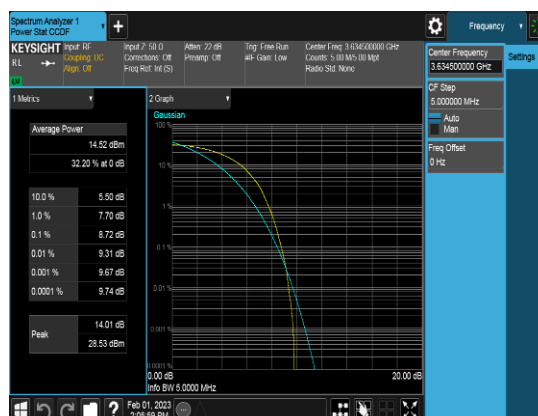 Spectrum Analyzer 1
Power Stat CCDF
+
Frequency
KEYSIGHT
RL
Input: RF
Coupling: DC
Align: Off
Input Z: 50 Ω
Corrections: Off
Freq Ref: Int (S)
Atten: 22 dB
Preamp: Off
Trig: Free Run
#IF Gain: Low
Center Freq: 3.634500000 GHz
Counts: 5.00 M/5.00 Mpt
Radio Std: None
Center Frequency
3.634500000 GHz
Settings
CF Step
5.000000 MHz
Auto
Man
Freq Offset
0 Hz
1 Metrics
Average Power
14.52 dBm
32.20 % at 0 dB
10.0 % 5.50 dB
1.0 % 7.70 dB
0.1 % 8.72 dB
0.01 % 9.31 dB
0.001 % 9.67 dB
0.0001 % 9.74 dB
Peak
14.01 dB
28.53 dBm
2 Graph
Gaussian
100 %
10 %
1 %
0.1 %
0.01 %
0.001 %
0.0001 %
0.00 dB
20.00 dB
Info BW 5.0000 MHz
?
Feb 01, 2023